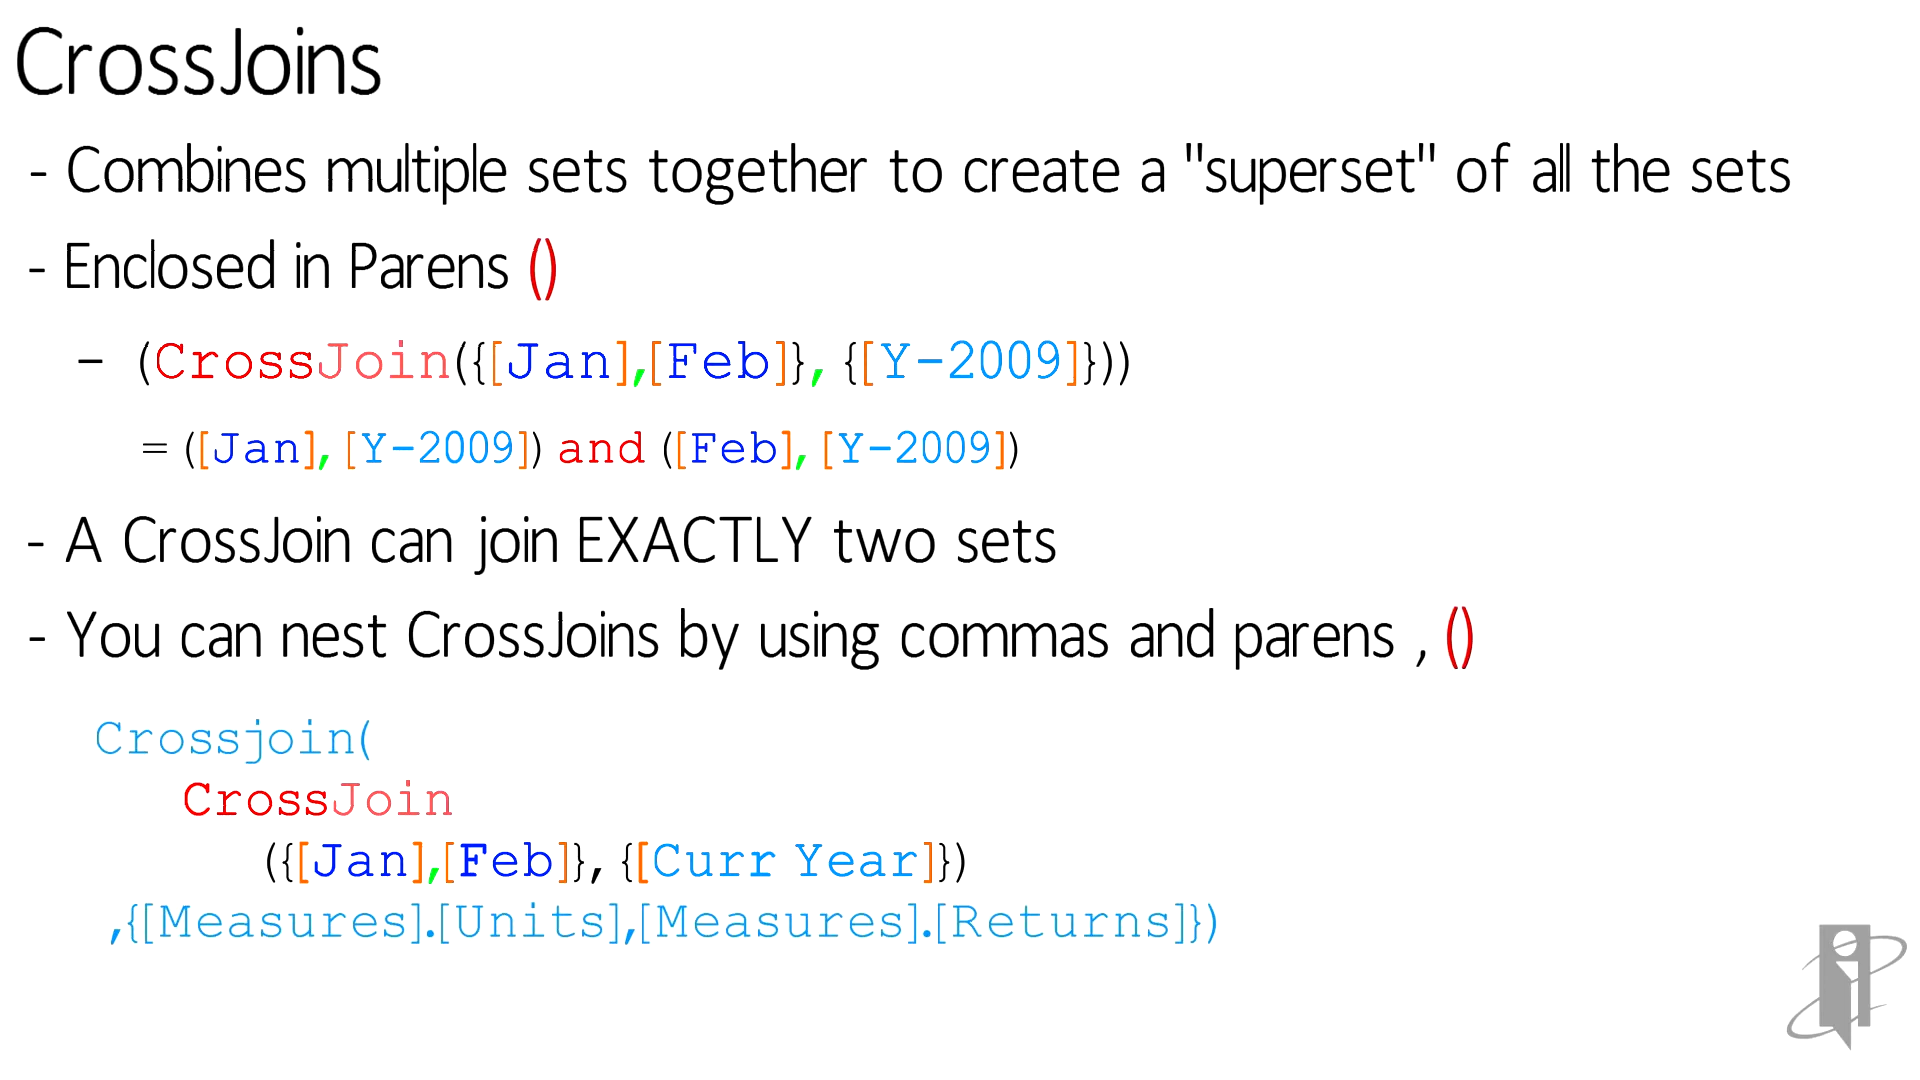 CrossJoins
- Combines multiple sets together to create a "superset" of all the sets
- Enclosed in Parens ()
– (CrossJoin({[Jan],[Feb]}, {[Y-2009]}))
= ([Jan], [Y-2009]) and ([Feb], [Y-2009])
- A CrossJoin can join EXACTLY two sets
- You can nest CrossJoins by using commas and parens , ()
Crossjoin(
CrossJoin
({[Jan],[Feb]}, {[Curr Year]})
,{[Measures].[Units],[Measures].[Returns]})